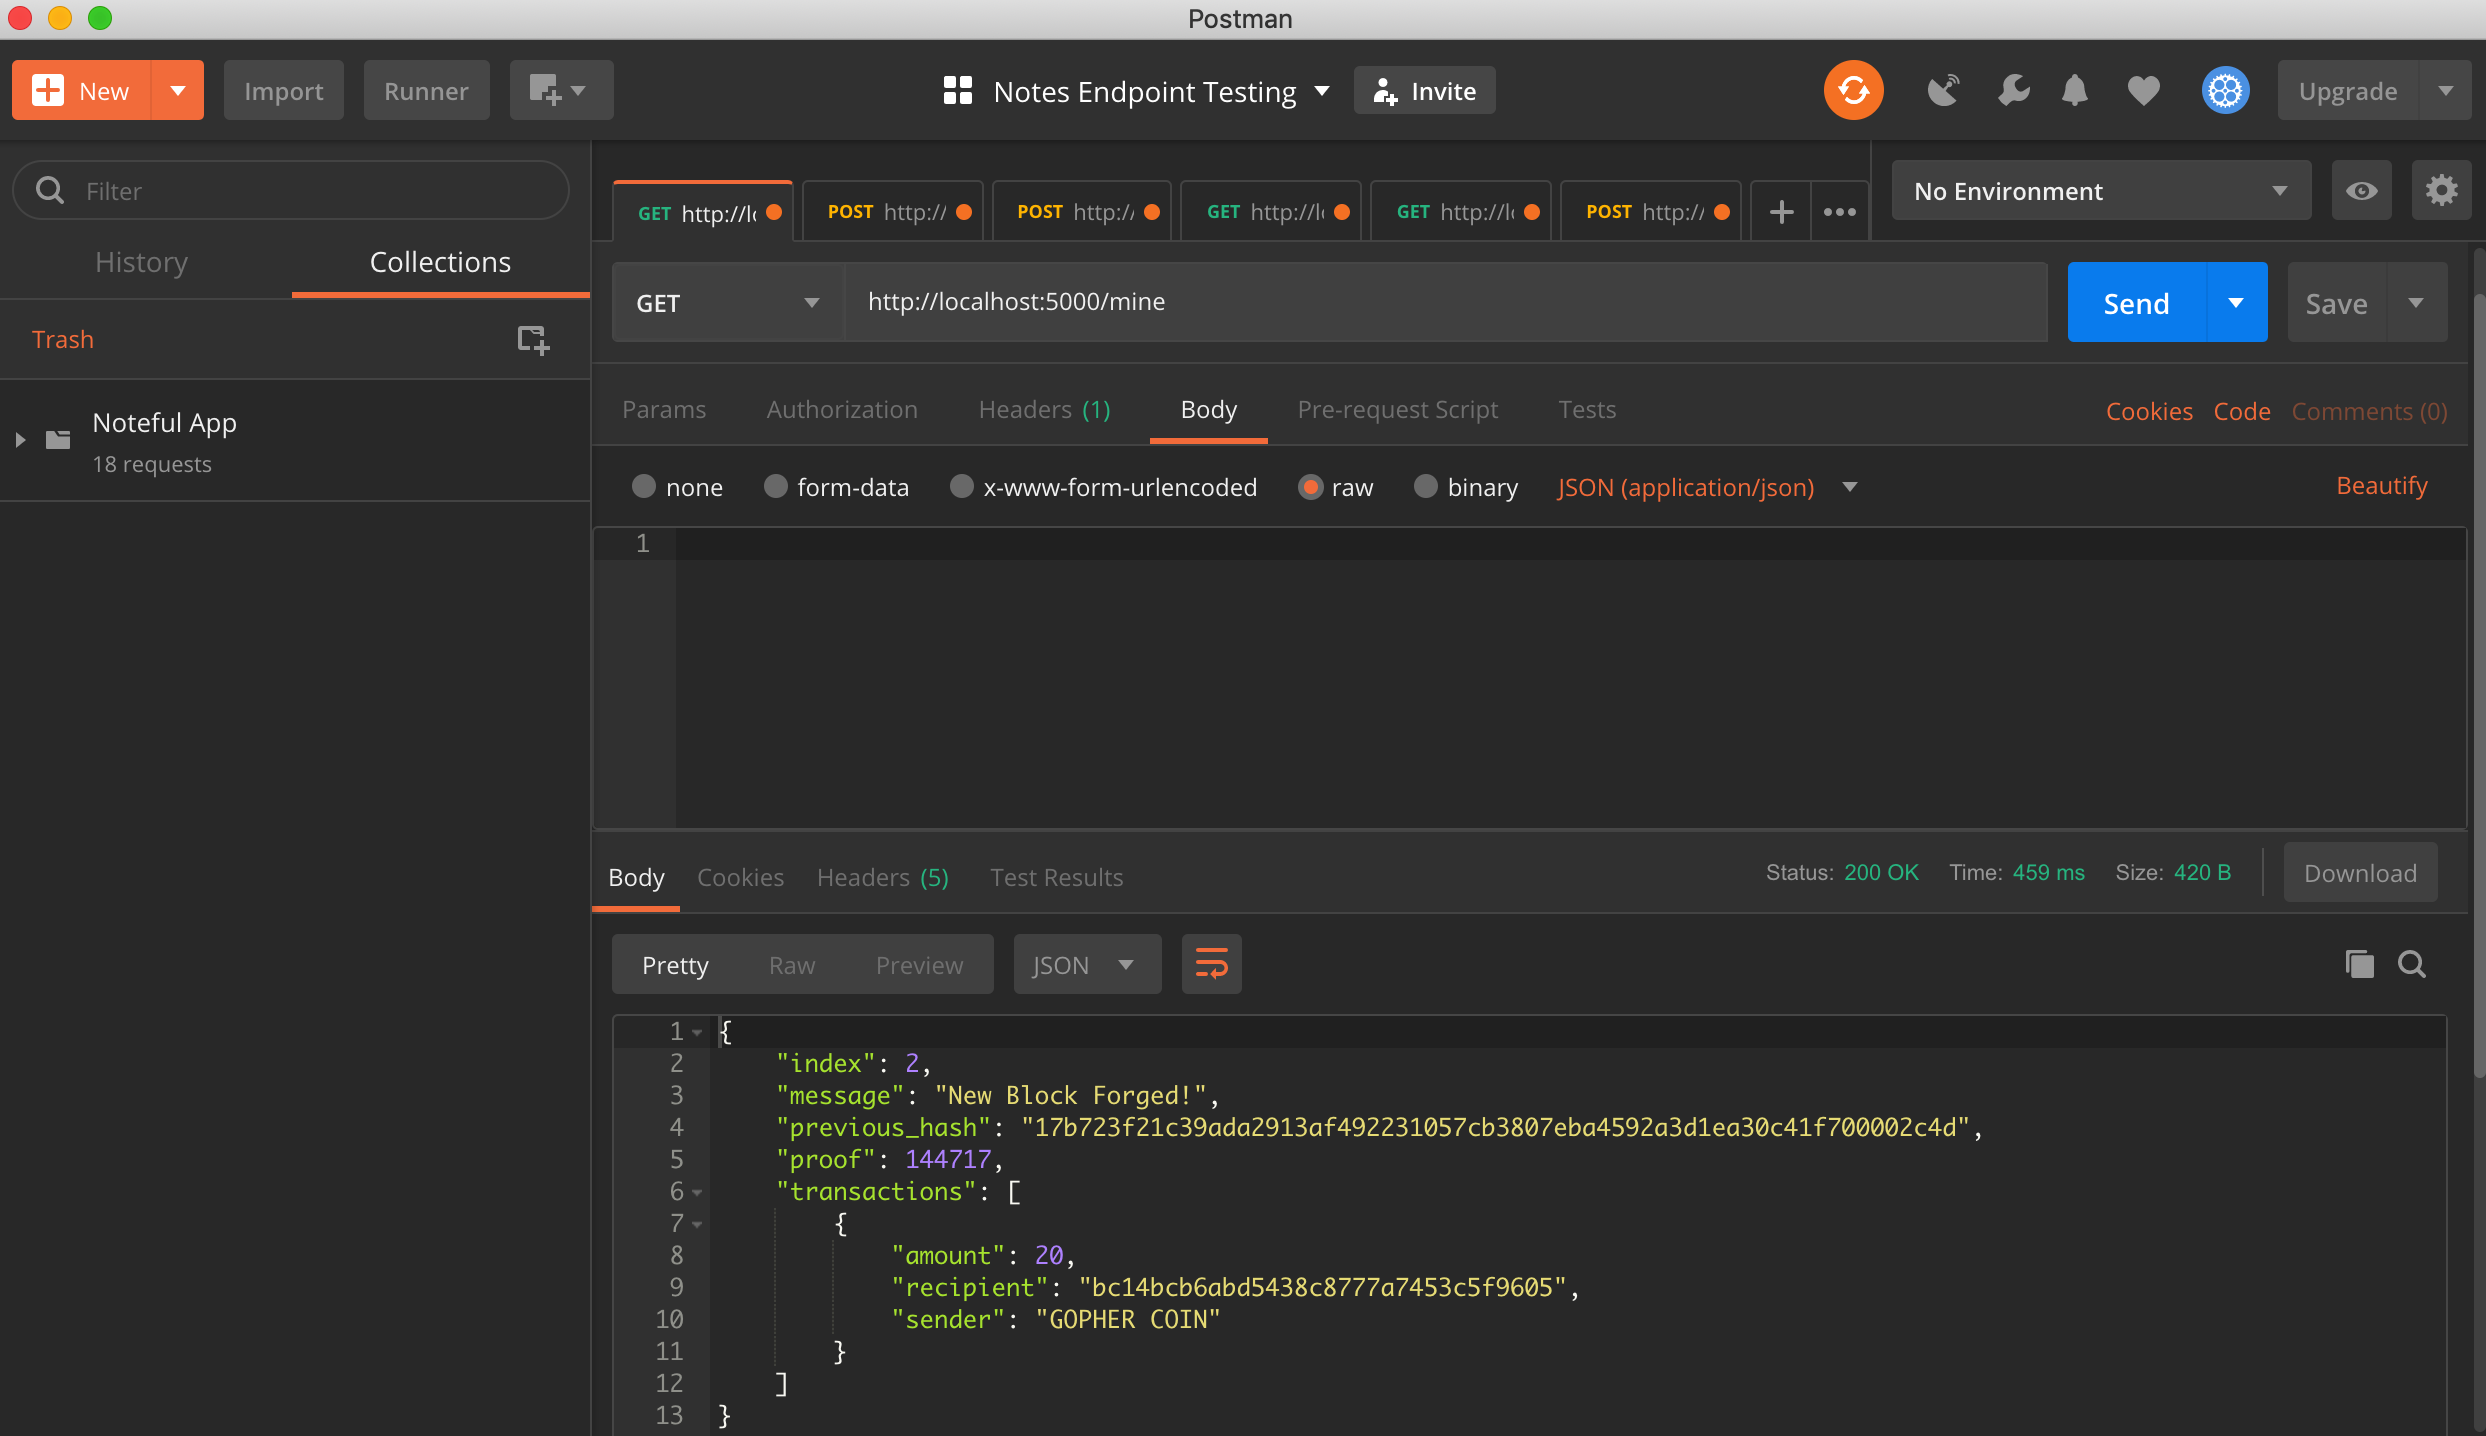 Postman
New
Import
Runner
Notes Endpoint Testing
Invite
Upgrade
Filter
History
Collections
Trash
Noteful App
18 requests
GET http://l
POST http://
POST http:/
GET http://l
GET http://l
POST http://
No Environment
GET
http://localhost:5000/mine
Send
Save
Params
Authorization
Headers (1)
Body
Pre-request Script
Tests
Cookies
Code
Comments (0)
none
form-data
x-www-form-urlencoded
raw
binary
JSON (application/json)
Beautify
1
Body
Cookies
Headers (5)
Test Results
Status: 200 OK
Time: 459 ms
Size: 420 B
Download
Pretty
Raw
Preview
JSON
1 {
2 "index": 2,
3 "message": "New Block Forged!",
4 "previous_hash": "17b723f21c39ada2913af492231057cb3807eba4592a3d1ea30c41f700002c4d",
5 "proof": 144717,
6 "transactions": [
7 {
8 "amount": 20,
9 "recipient": "bc14bcb6abd5438c8777a7453c5f9605",
10 "sender": "GOPHER COIN"
11 }
12 ]
13 }